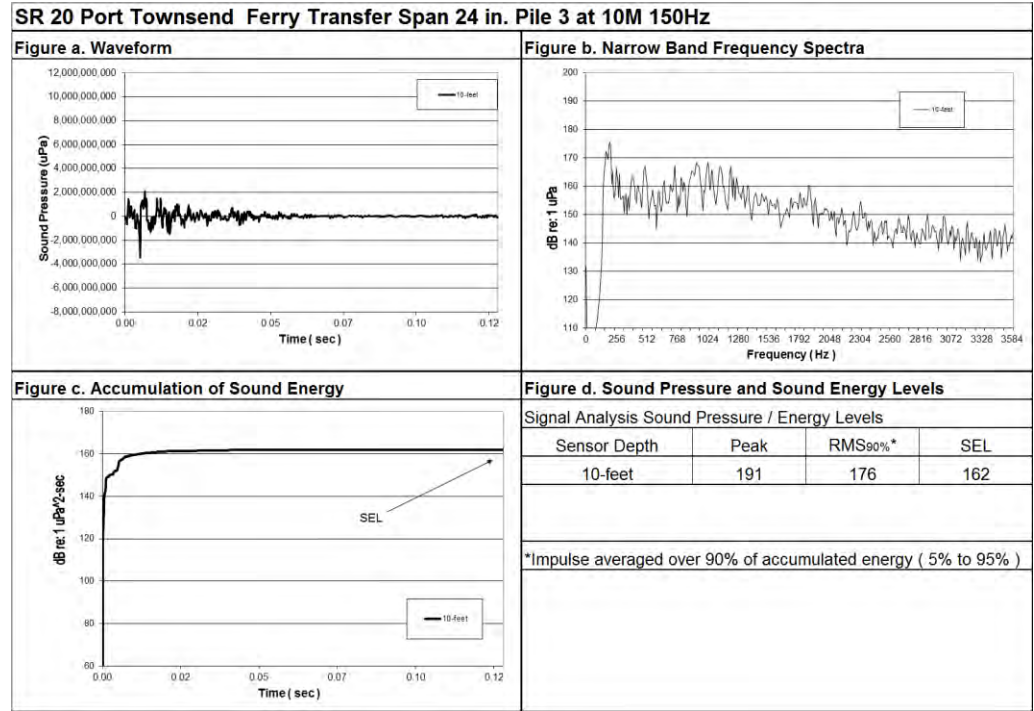 SR 20 Port Townsend Ferry Transfer Span 24 in. Pile 3 at 10M 150Hz
Figure a. Waveform
12,000,000,000
10,000,000,000
8,000,000,000
6,000,000,000
4,000,000,000
2,000,000,000
0
-2,000,000,000
-4,000,000,000
-6,000,000,000
-8,000,000,000
Sound Pressure (uPa)
10-feet
0.00 0.02 0.05 0.07 0.10 0.12
Time ( sec )
Figure b. Narrow Band Frequency Spectra
200
190
180
170
160
150
140
130
120
110
dB re: 1 uPa
10-feet
0 256 512 768 1024 1280 1536 1792 2048 2304 2560 2816 3072 3328 3584
Frequency ( Hz )
Figure c. Accumulation of Sound Energy
180
160
140
120
100
80
60
dB re: 1 uPa^2-sec
SEL
10-feet
0.00 0.02 0.05 0.07 0.10 0.12
Time ( sec )
Figure d. Sound Pressure and Sound Energy Levels
Signal Analysis Sound Pressure / Energy Levels
Sensor Depth Peak RMS90%* SEL
10-feet 191 176 162
*Impulse averaged over 90% of accumulated energy ( 5% to 95% )